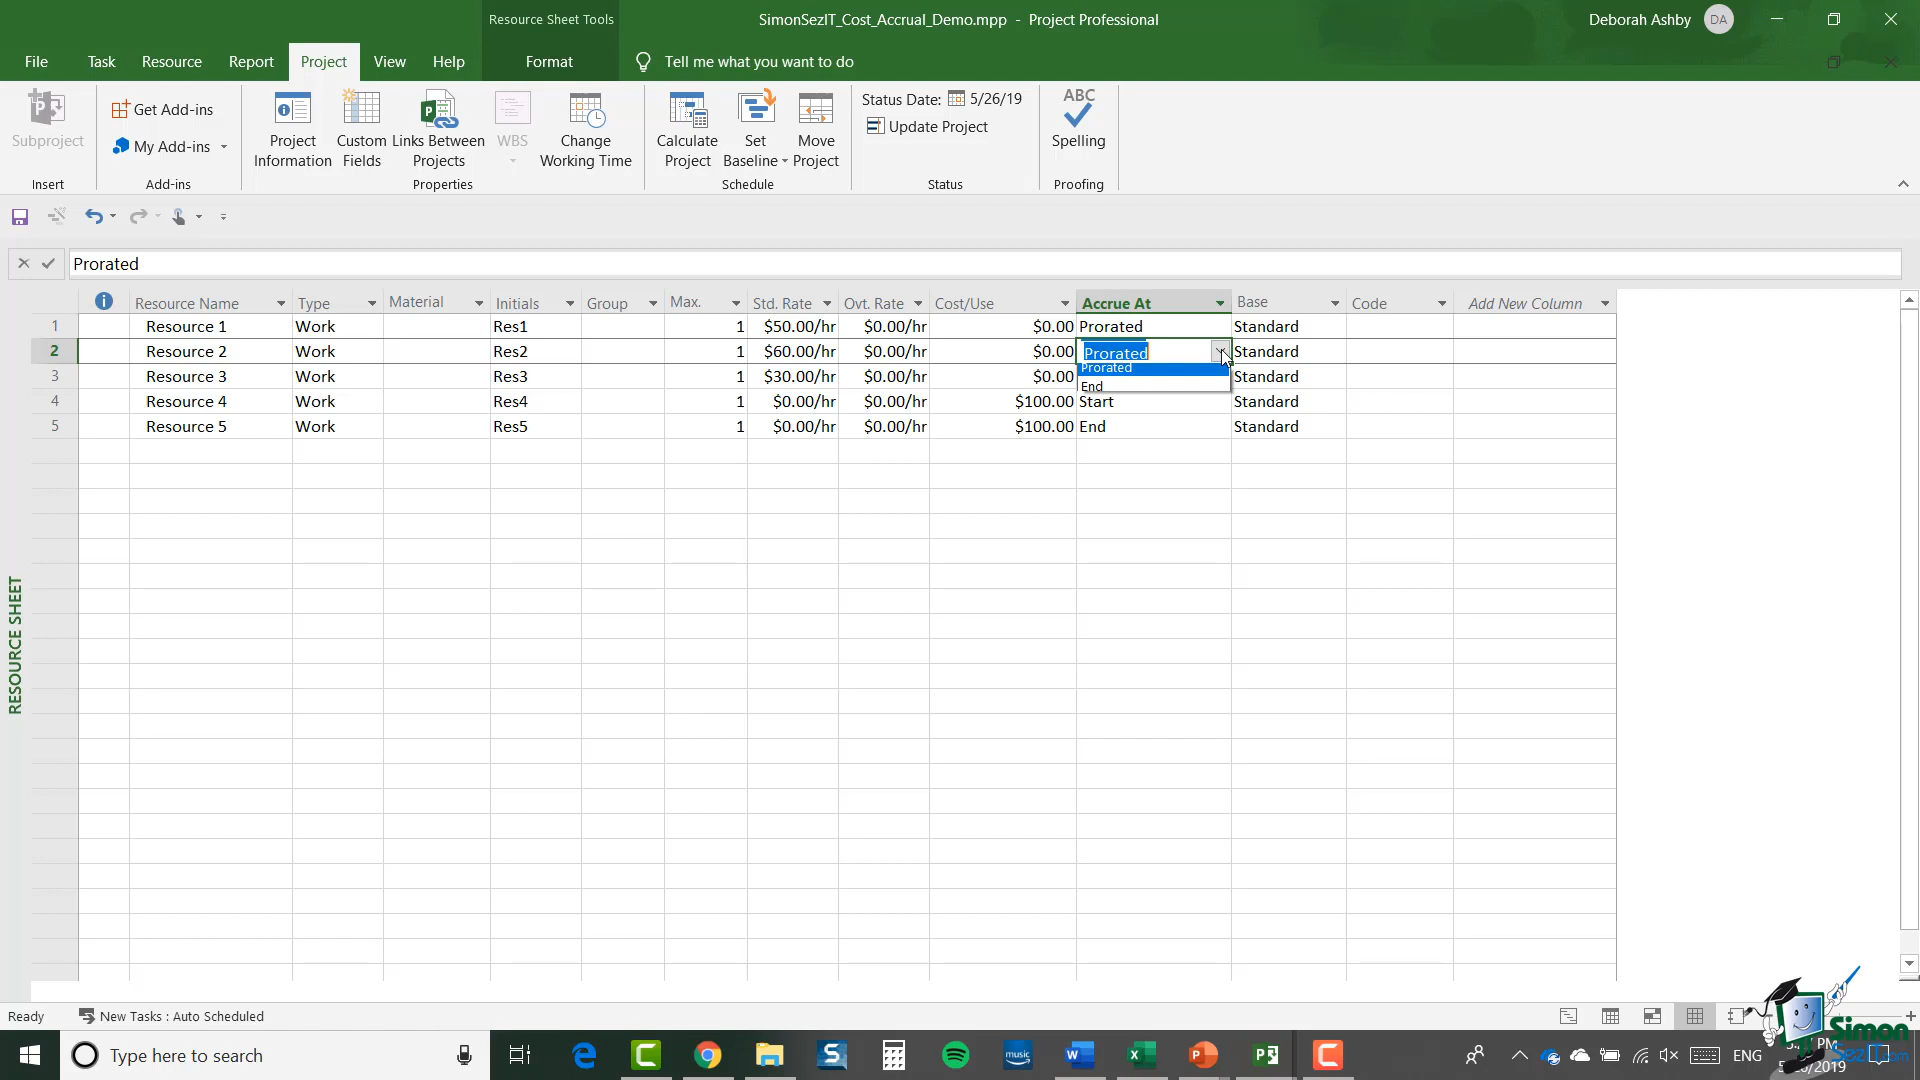 Resource Sheet Tools
SimonSezIT_Cost_Accrual_Demo.mpp - Project Professional
Deborah Ashby
DA
File
Task
Resource
Report
Project
View
Help
Format
Tell me what you want to do
Subproject
Get Add-ins
My Add-ins
Project Information
Custom Fields
Links Between Projects
WBS
Change Working Time
Calculate Project
Set Baseline
Move Project
Status Date: 5/26/19
Update Project
ABC
Spelling
Insert
Add-ins
Properties
Schedule
Status
Proofing
Prorated
Resource Name Type Material Initials Group Max. Std. Rate Ovt. Rate Cost/Use Accrue At Base Code Add New Column
1 Resource 1 Work Res1 1 $50.00/hr $0.00/hr $0.00 Prorated Standard
2 Resource 2 Work Res2 1 $60.00/hr $0.00/hr $0.00 Prorated Standard
Prorated
3 Resource 3 Work Res3 1 $30.00/hr $0.00/hr $0.00 Standard
End
4 Resource 4 Work Res4 1 $0.00/hr $0.00/hr $100.00 Start Standard
5 Resource 5 Work Res5 1 $0.00/hr $0.00/hr $100.00 End Standard
RESOURCE SHEET
Ready
New Tasks : Auto Scheduled
Type here to search
music
ENG
Simon
SezIT.com